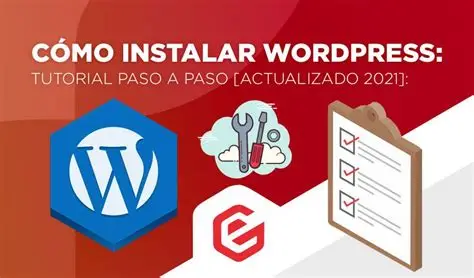 CÓMO INSTALAR WORDPRESS:
TUTORIAL PASO A PASO [ACTUALIZADO 2021]: